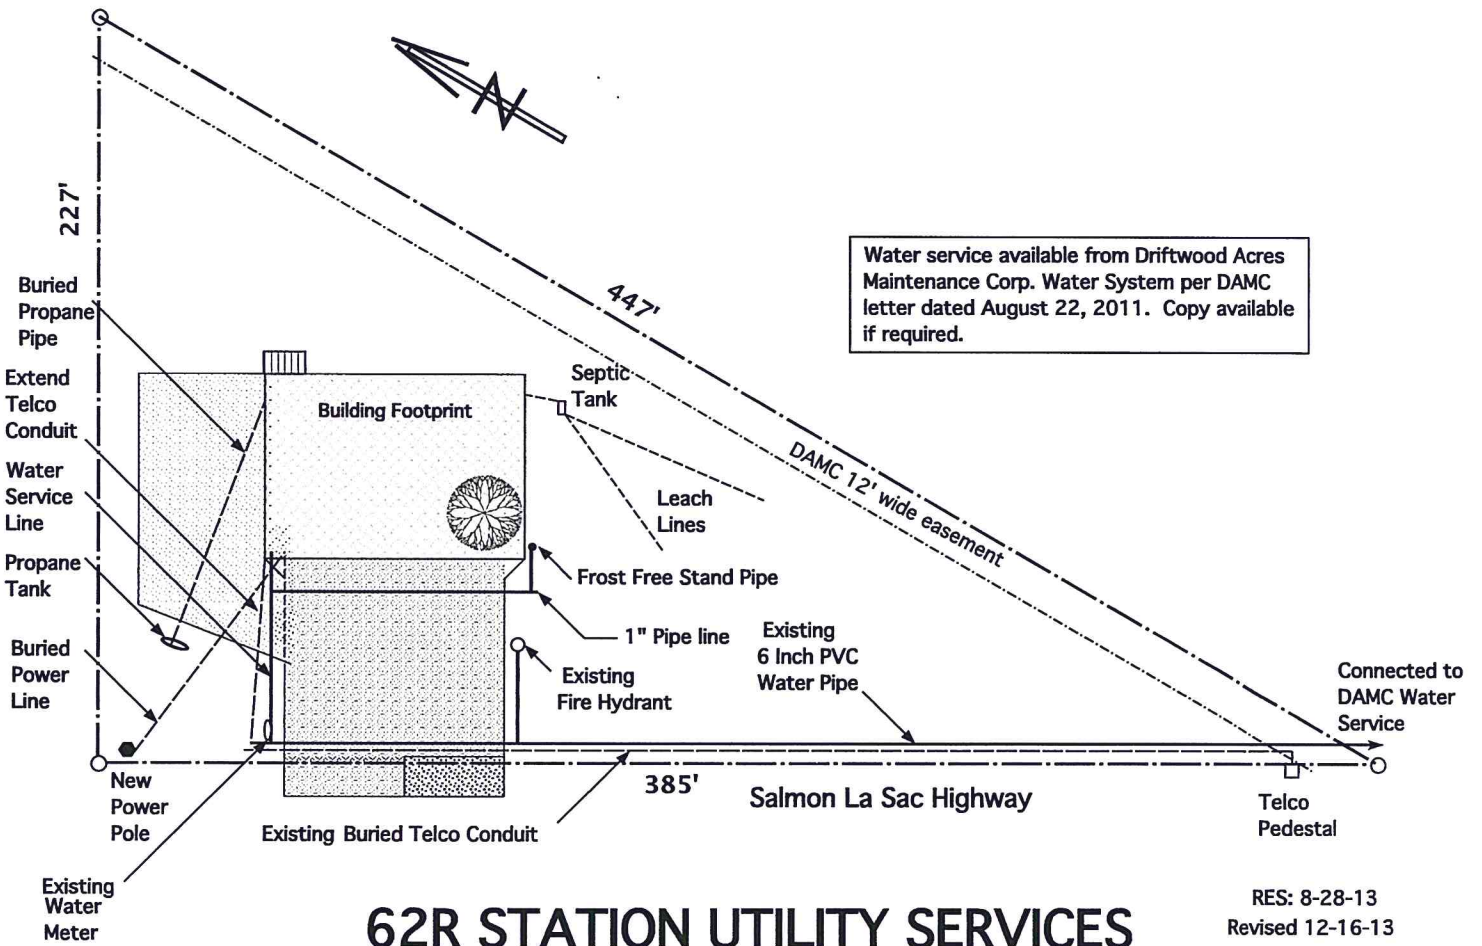 N
227'
447'
Water service available from Driftwood Acres
Maintenance Corp. Water System per DAMC
letter dated August 22, 2011.  Copy available
if required.
Buried
Propane
Pipe
Extend
Telco
Conduit
Water
Service
Line
Propane
Tank
Buried
Power
Line
Building Footprint
Septic
Tank
Leach
Lines
DAMC 12' wide easement
Frost Free Stand Pipe
1" Pipe line
Existing
Fire Hydrant
Existing
6 Inch PVC
Water Pipe
Connected to
DAMC Water
Service
New
Power
Pole
385'
Salmon La Sac Highway
Telco
Pedestal
Existing Buried Telco Conduit
Existing
Water
Meter
62R STATION UTILITY SERVICES
RES: 8-28-13
Revised 12-16-13